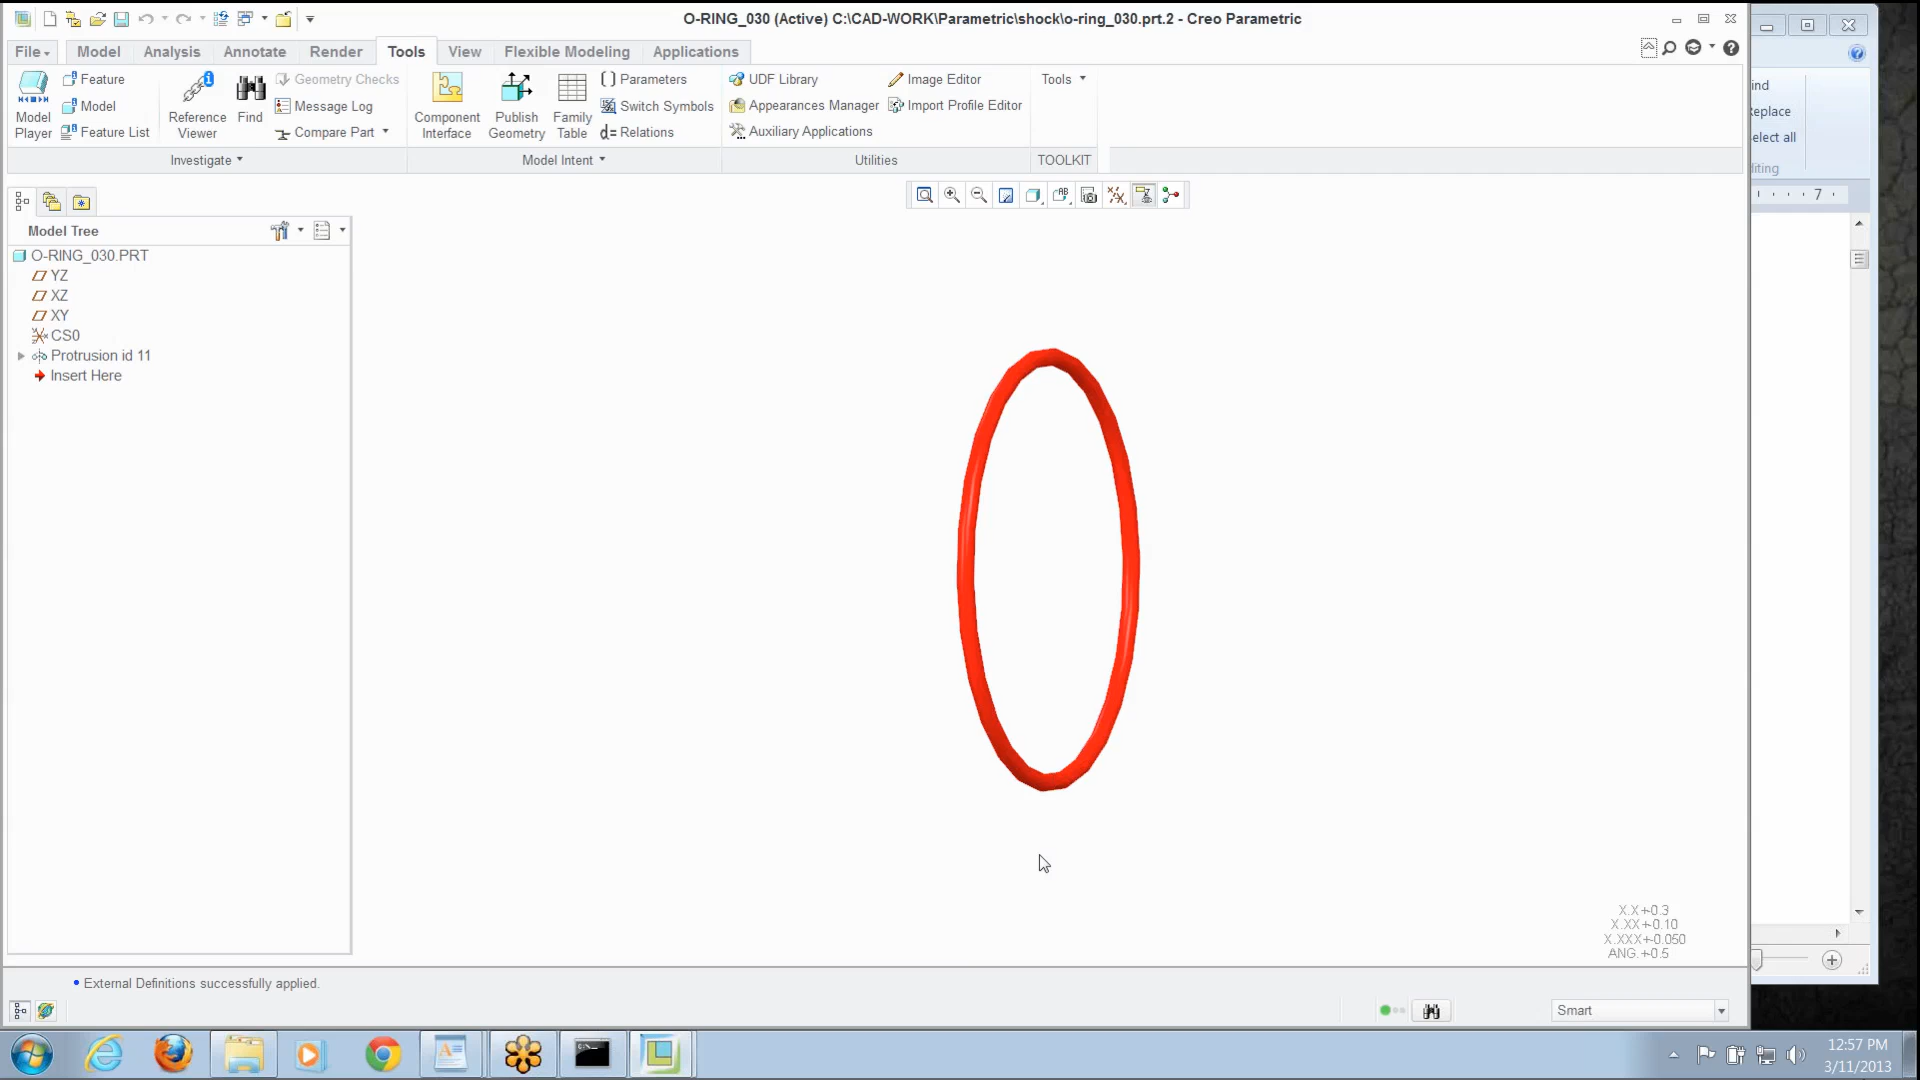 O-RING_030 (Active) C:\CAD-WORK\Parametric\shock\o-ring_030.prt.2 - Creo Parametric
File Model Analysis Annotate Render Tools View Flexible Modeling Applications
Feature
Model
Feature List
Model
Player
Reference
Viewer
Find
Geometry Checks
Message Log
Compare Part
Component
Interface
Publish
Geometry
Family
Table
Parameters
Switch Symbols
d= Relations
UDF Library
Appearances Manager
Auxiliary Applications
Image Editor
Import Profile Editor
Tools
Investigate Model Intent Utilities TOOLKIT
ind
eplace
elect all
diting
7
Model Tree
O-RING_030.PRT
YZ
XZ
XY
CS0
Protrusion id 11
Insert Here
X.X+-0.3
X.XX+-0.10
X.XXX+-0.050
ANG.+-0.5
External Definitions successfully applied.
Smart
12:57 PM
3/11/2013